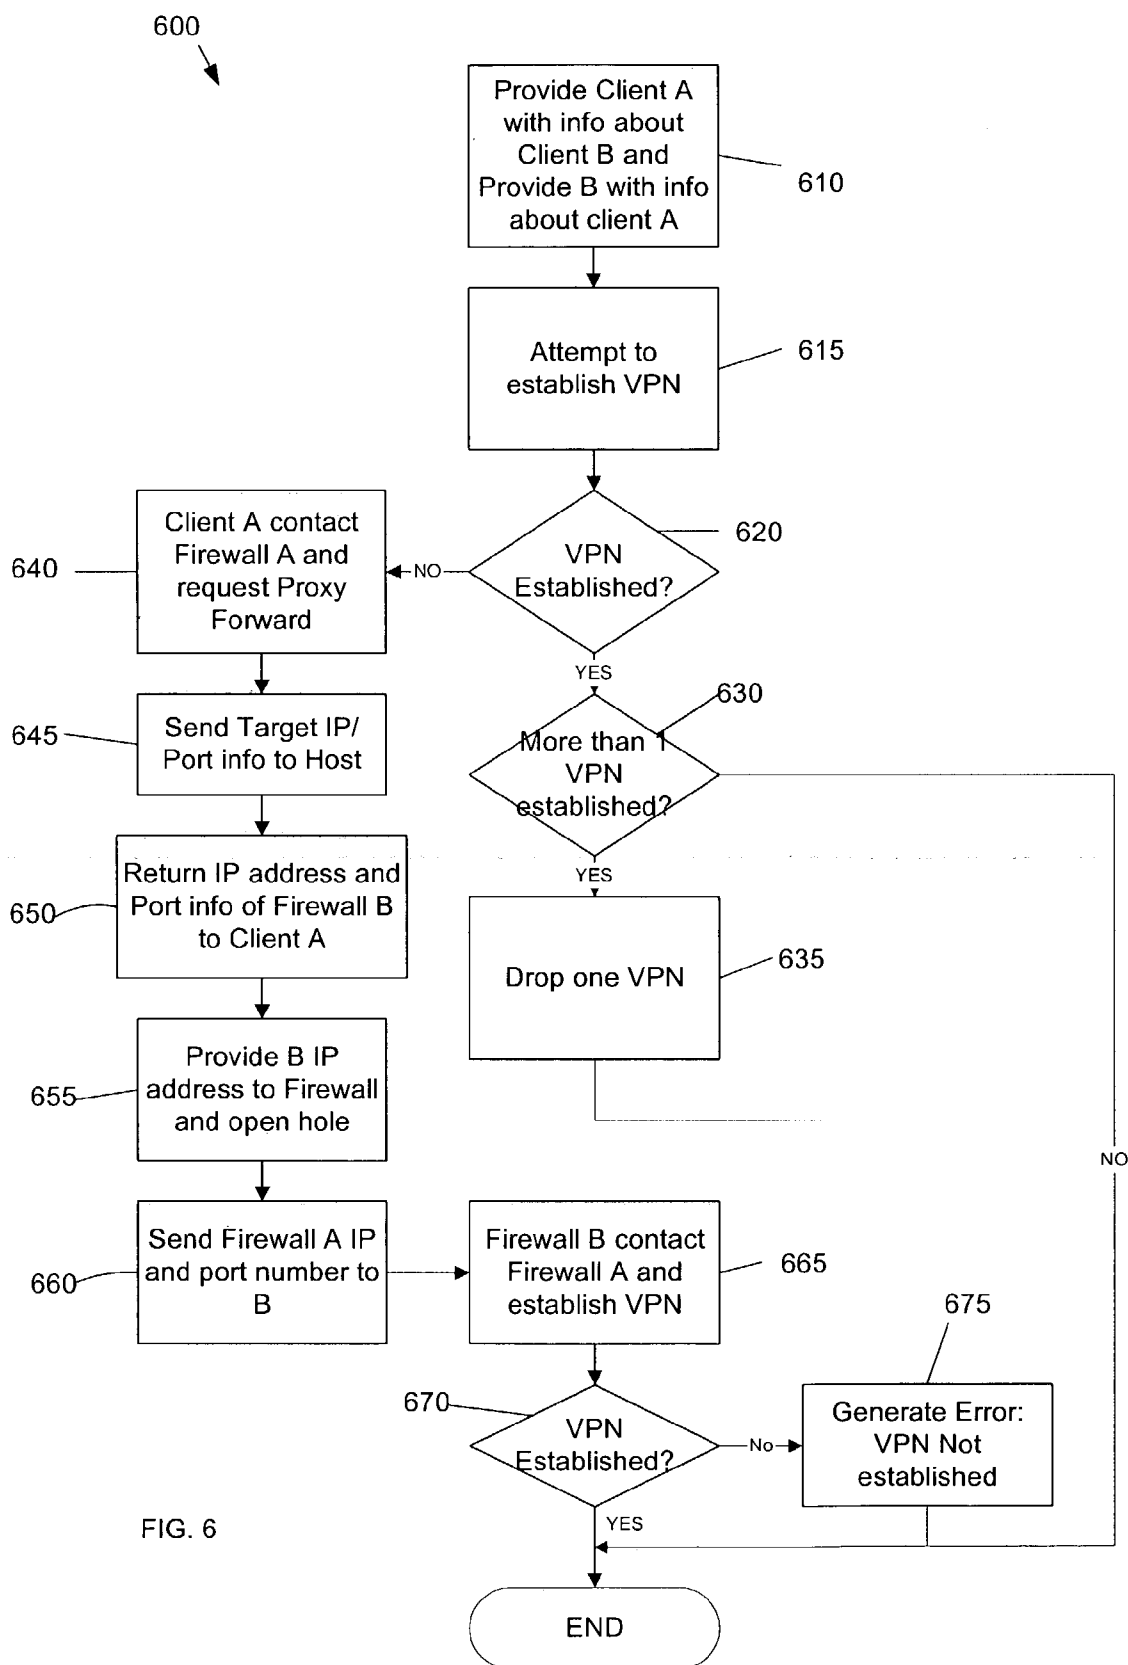 600
Provide Client A
with info about
Client B and
Provide B with info
about client A
610
Attempt to
establish VPN
615
VPN
Established?
620
NO
Client A contact
Firewall A and
request Proxy
Forward
640
YES
630
More than 1
VPN
established?
Send Target IP/
Port info to Host
645
YES
Return IP address and
Port info of Firewall B
to Client A
650
Drop one VPN
635
Provide B IP
address to Firewall
and open hole
655
NO
Send Firewall A IP
and port number to
B
660
Firewall B contact
Firewall A and
establish VPN
665
670
VPN
Established?
No
675
Generate Error:
VPN Not
established
YES
FIG. 6
END